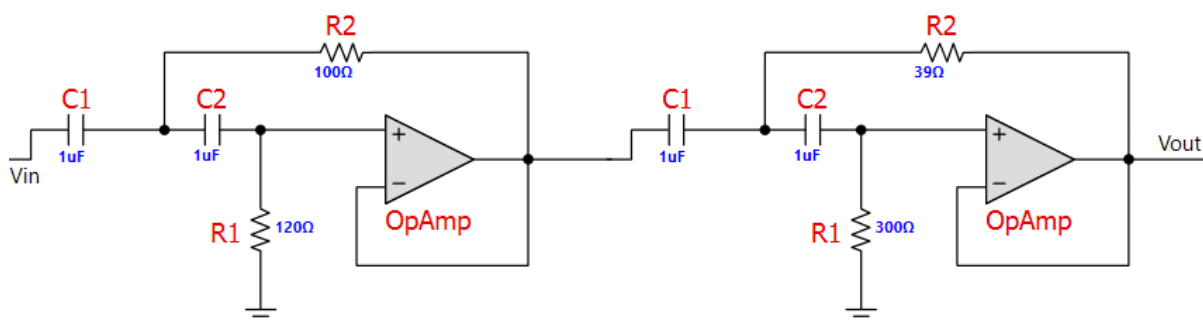 R2
100Ω
C1
1uF
C2
1uF
+
−
OpAmp
R1
120Ω
Vin
R2
39Ω
C1
1uF
C2
1uF
+
−
OpAmp
R1
300Ω
Vout